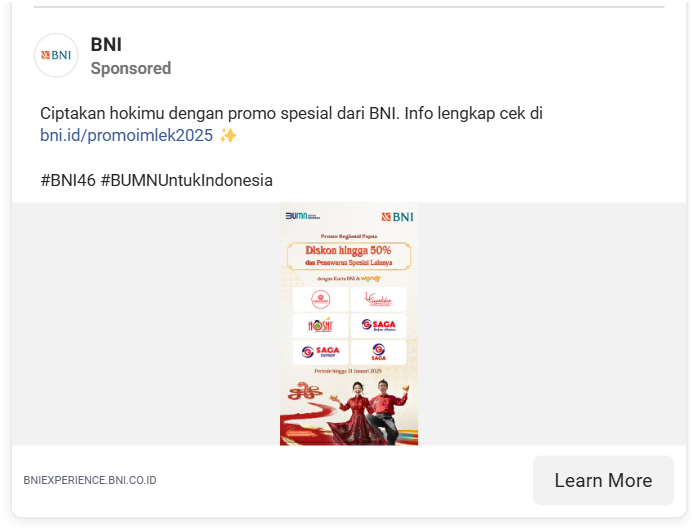 BNI
BNI
Sponsored
Ciptakan hokimu dengan promo spesial dari BNI. Info lengkap cek di
bni.id/promoimlek2025 ✨
#BNI46 #BUMNUntukIndonesia
BUMN
BNI
Promo Regional Papua
Diskon hingga 50%
dan Penawaran Spesial Lainnya
dengan Kartu BNI & wondr
HOSHI
SAGA
SAGA
SAGA
Periode hingga 31 Januari 2025
BNIEXPERIENCE.BNI.CO.ID
Learn More